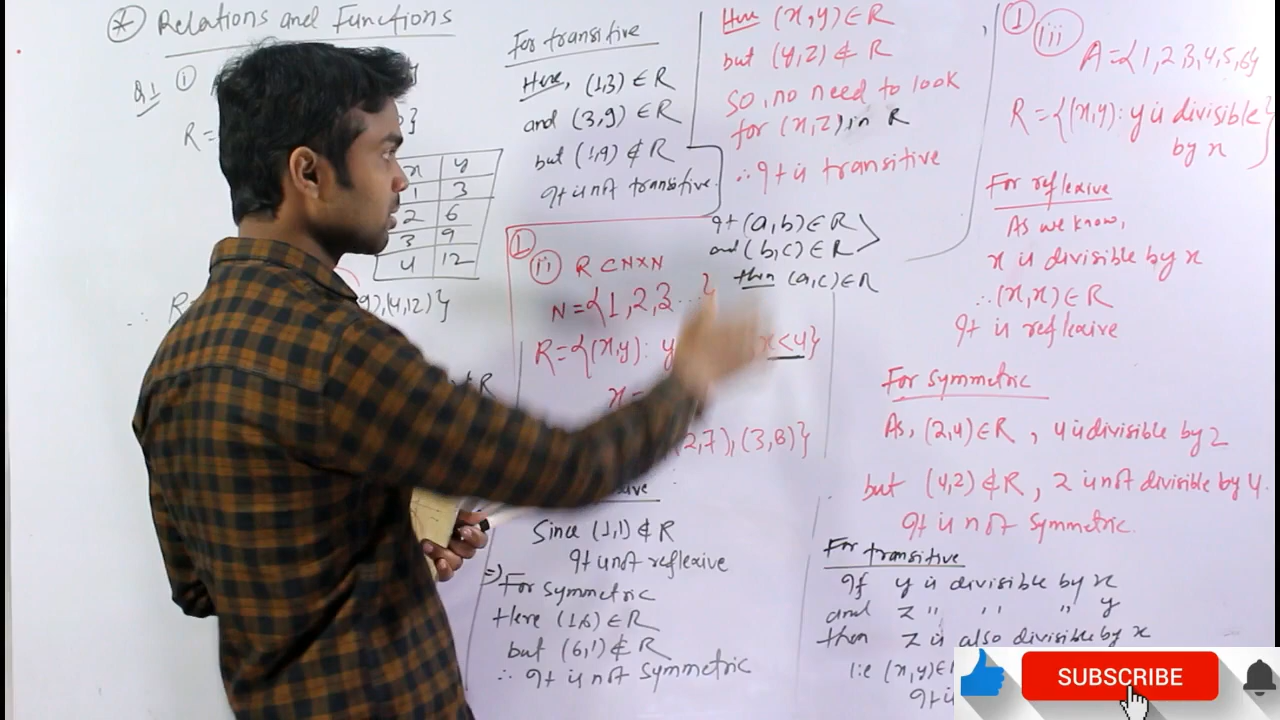 * Relations and Functions
Q1 (i)
R =
x y
1 3
2 6
3 9
4 12
),(4,12)}
R
For transitive
Here, (1,3) ∈ R
and (3,9) ∈ R
but (1,9) ∉ R
It is not transitive.
1
(ii) R ⊂ N×N
N = {1,2,3...}
R = {(x,y): y x<4}
x =
(2,7),(3,8)}
Since (1,1) ∉ R
It is not reflexive
⇒ For symmetric
Here (1,6) ∈ R
but (6,1) ∉ R
∴ It is not symmetric
Here (x,y) ∈ R
but (y,z) ∉ R
So, no need to look
for (x,z) in R
∴ It is transitive
If (a,b) ∈ R
and (b,c) ∈ R
then (a,c) ∈ R
1 (iii)
A = {1,2,3,4,5,6}
R = {(x,y): y is divisible
by x}
For reflexive
As we know,
x is divisible by x
∴ (x,x) ∈ R
It is reflexive
For symmetric
As, (2,4) ∈ R, 4 is divisible by 2
but (4,2) ∉ R, 2 is not divisible by 4.
It is not symmetric.
For transitive
If y is divisible by x
and z " " " y
then z is also divisible by x
i.e (x,y) ∈
It
SUBSCRIBE